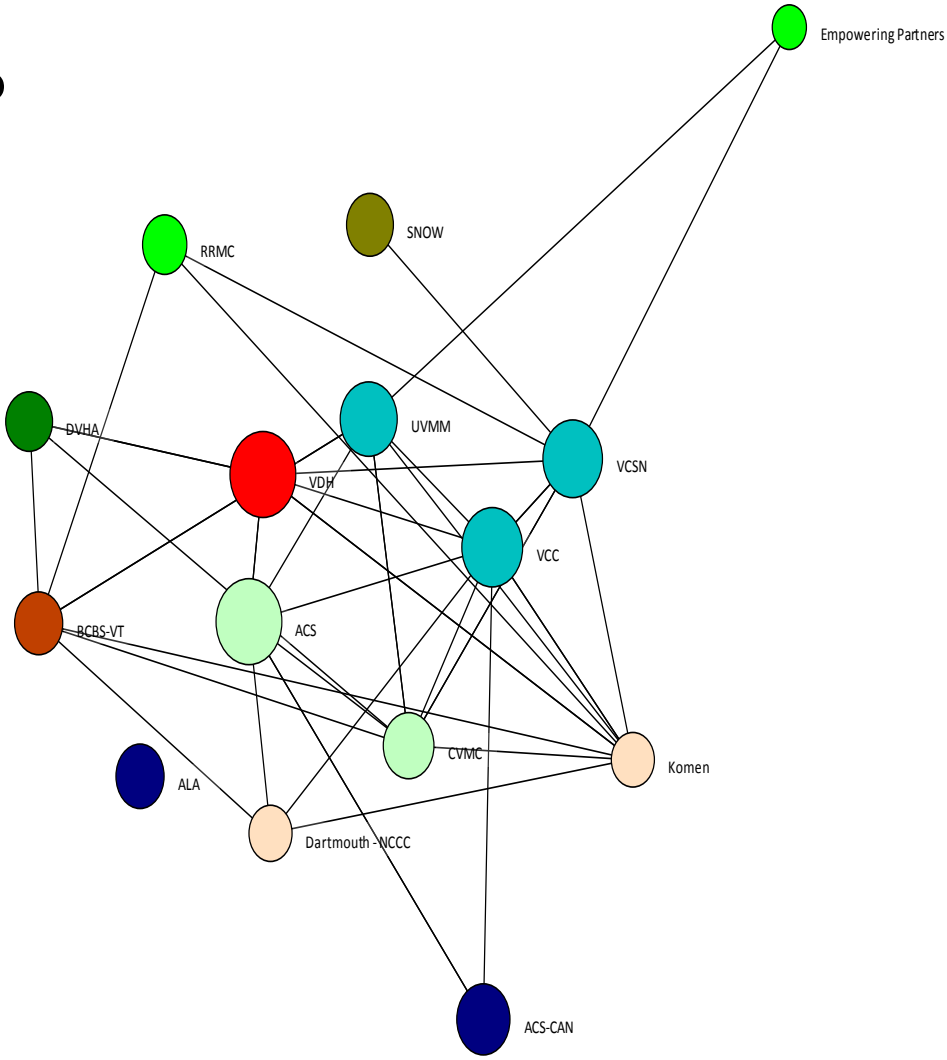 Empowering Partners
SNOW
RRMC
UVMM
DVHA
VCSN
VDH
VCC
ACS
BCBS-VT
CVMC
Komen
ALA
Dartmouth - NCCC
ACS-CAN